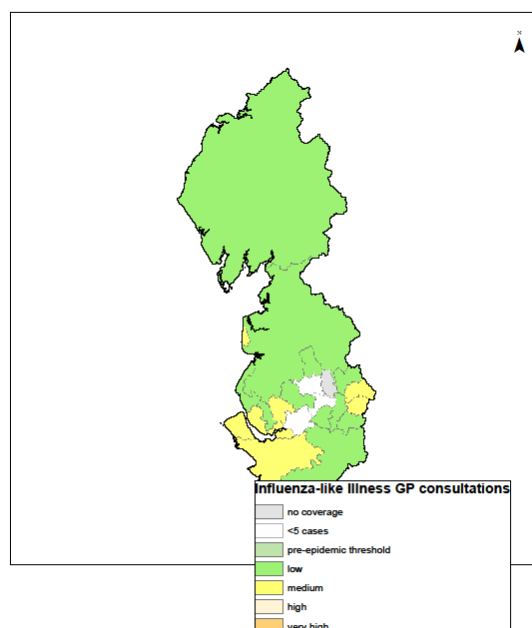 N
Influenza-like Illness GP consultations
no coverage
<5 cases
pre-epidemic threshold
low
medium
high
very high